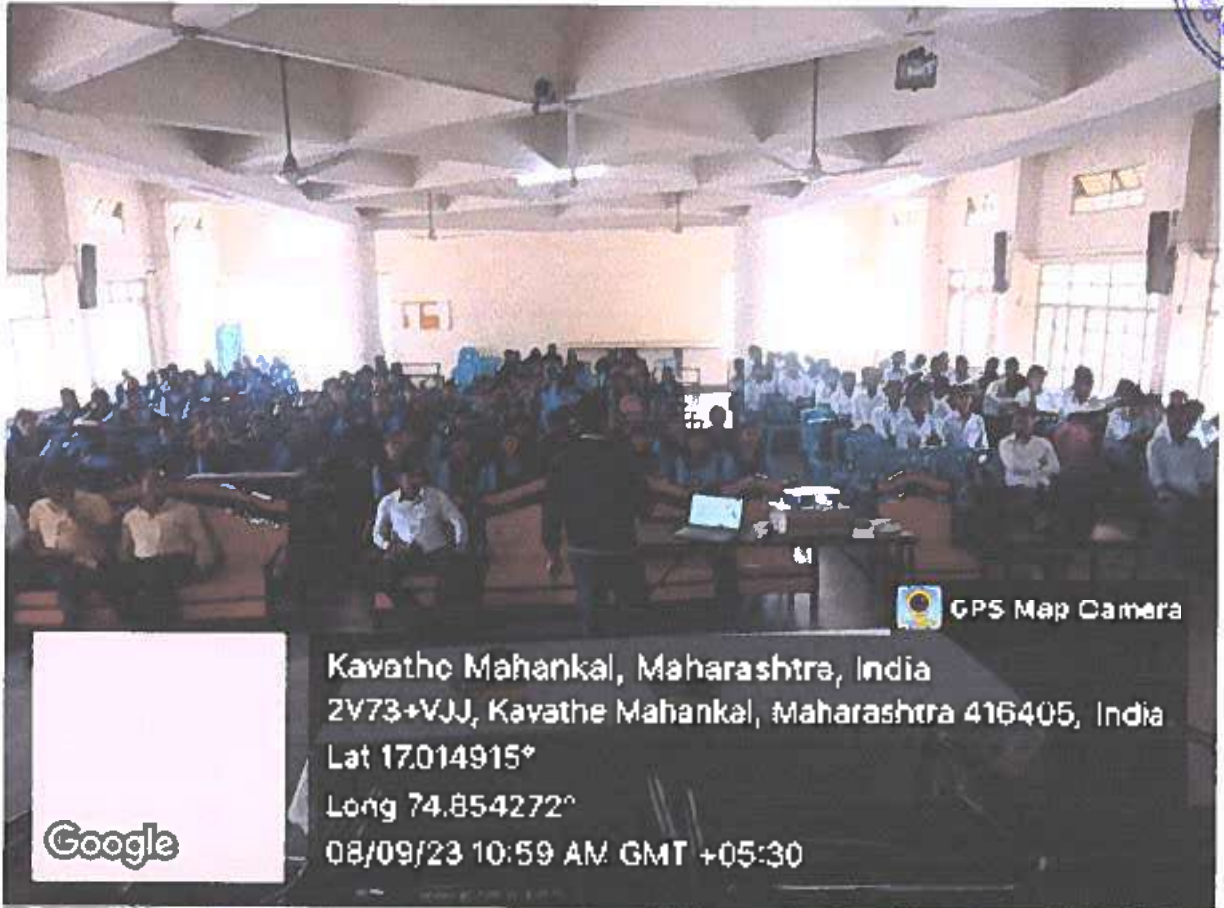 GPS Map Camera
Kavathe Mahankal, Maharashtra, India
2V73+VJJ, Kavathe Mahankal, Maharashtra 416405, India
Lat 17.014915°
Long 74.854272°
08/09/23 10:59 AM GMT +05:30
Google